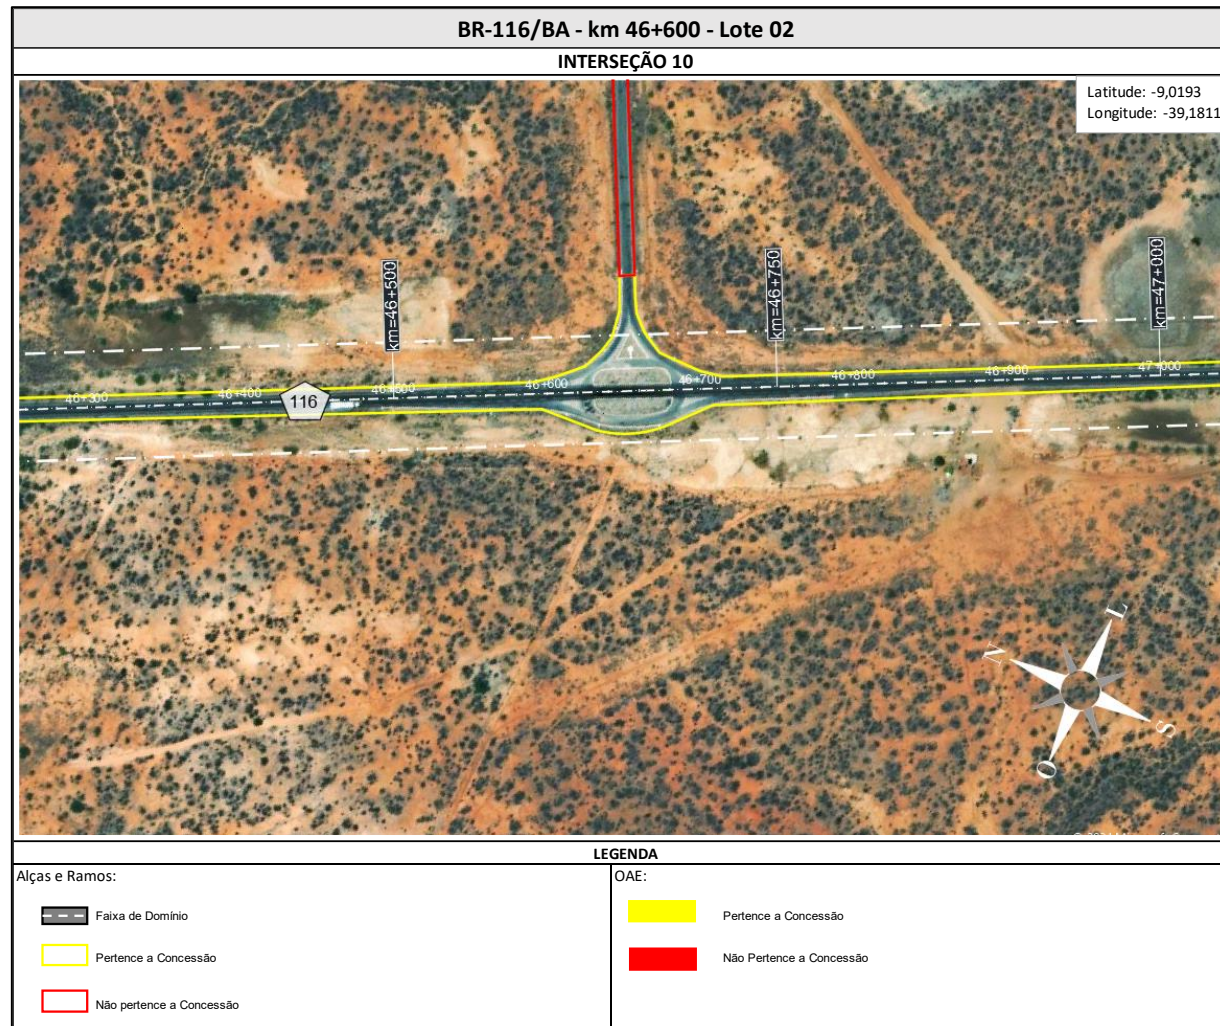 BR-116/BA - km 46+600 - Lote 02
INTERSEÇÃO 10
Latitude: -9,0193
Longitude: -39,1811
km=46+500
km=46+750
km=47+000
46+300
46+400
46+500
46+600
46+700
46+800
46+900
47+000
116
L
N
S
O
LEGENDA
Alças e Ramos:
Faixa de Domínio
Pertence a Concessão
Não pertence a Concessão
OAE:
Pertence a Concessão
Não Pertence a Concessão